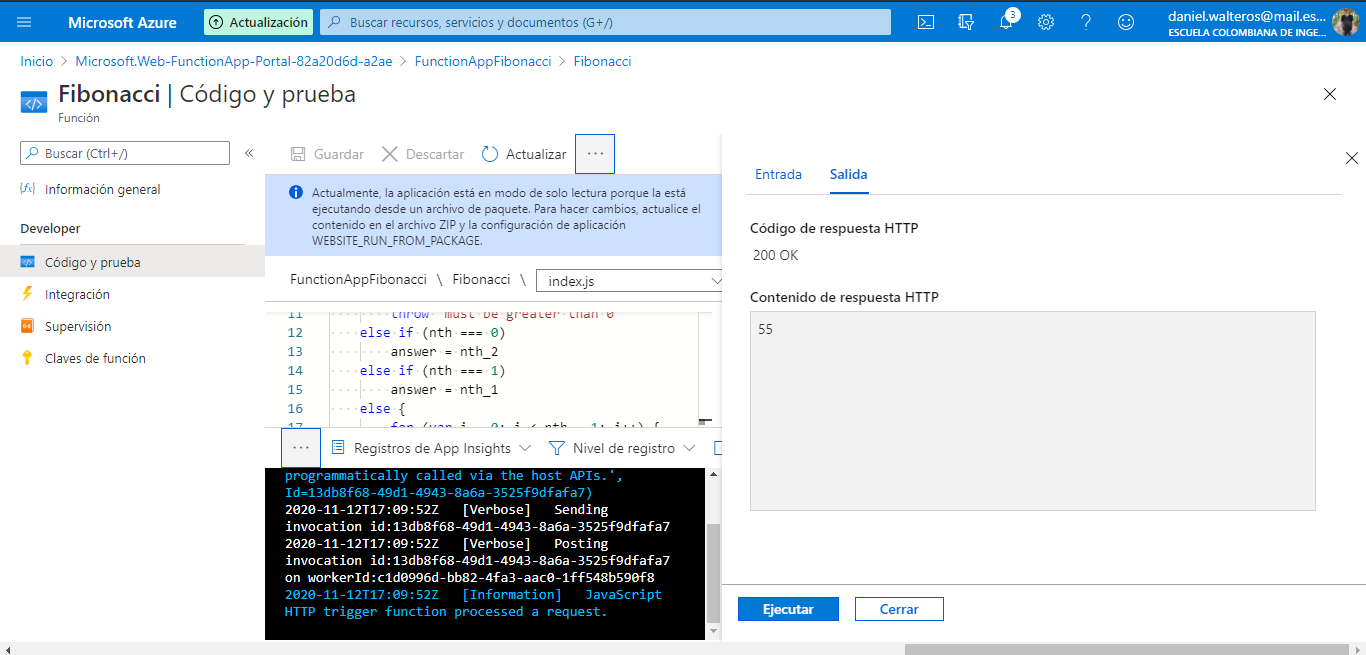 Microsoft Azure
Actualización
Buscar recursos, servicios y documentos (G+/)
3
daniel.walteros@mail.es...
ESCUELA COLOMBIANA DE INGE...
Inicio > Microsoft.Web-FunctionApp-Portal-82a20d6d-a2ae > FunctionAppFibonacci > Fibonacci
Fibonacci | Código y prueba
Función
Buscar (Ctrl+/)
«
Información general
Developer
Código y prueba
Integración
Supervisión
Claves de función
Guardar
Descartar
Actualizar
...
Actualmente, la aplicación está en modo de solo lectura porque la está
ejecutando desde un archivo de paquete. Para hacer cambios, actualice el
contenido en el archivo ZIP y la configuración de aplicación
WEBSITE_RUN_FROM_PACKAGE.
FunctionAppFibonacci \ Fibonacci \ index.js
11 throw 'must be greater than 0'
12 else if (nth === 0)
13 answer = nth_2
14 else if (nth === 1)
15 answer = nth_1
16 else {
17 for (var i = 0; i < nth - 1; i++) {
...
Registros de App Insights
Nivel de registro
programmatically called via the host APIs.',
Id=13db8f68-49d1-4943-8a6a-3525f9dfafa7)
2020-11-12T17:09:52Z [Verbose] Sending
invocation id:13db8f68-49d1-4943-8a6a-3525f9dfafa7
2020-11-12T17:09:52Z [Verbose] Posting
invocation id:13db8f68-49d1-4943-8a6a-3525f9dfafa7
on workerId:c1d0996d-bb82-4fa3-aac0-1ff548b590f8
2020-11-12T17:09:52Z [Information] JavaScript
HTTP trigger function processed a request.
Entrada
Salida
Código de respuesta HTTP
200 OK
Contenido de respuesta HTTP
55
Ejecutar
Cerrar